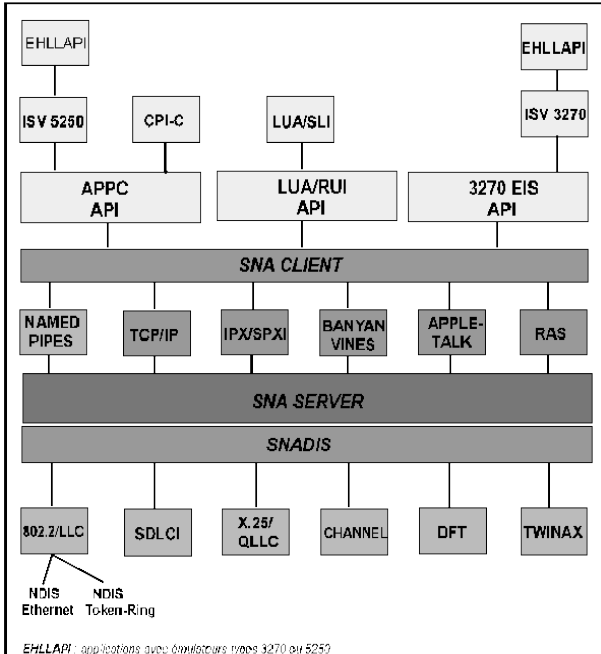 EHLLAPI
EHLLAPI
ISV 5250
CPI-C
LUA/SLI
ISV 3270
APPC
API
LUA/RUI
API
3270 EIS
API
SNA CLIENT
NAMED
PIPES
TCP/IP
IPX/SPXI
BANYAN
VINES
APPLE-
TALK
RAS
SNA SERVER
SNADIS
802.2/LLC
SDLCI
X.25/
QLLC
CHANNEL
DFT
TWINAX
NDIS
Ethernet
NDIS
Token-Ring
EHLLAPI : applications avec émulateurs types 3270 ou 5250